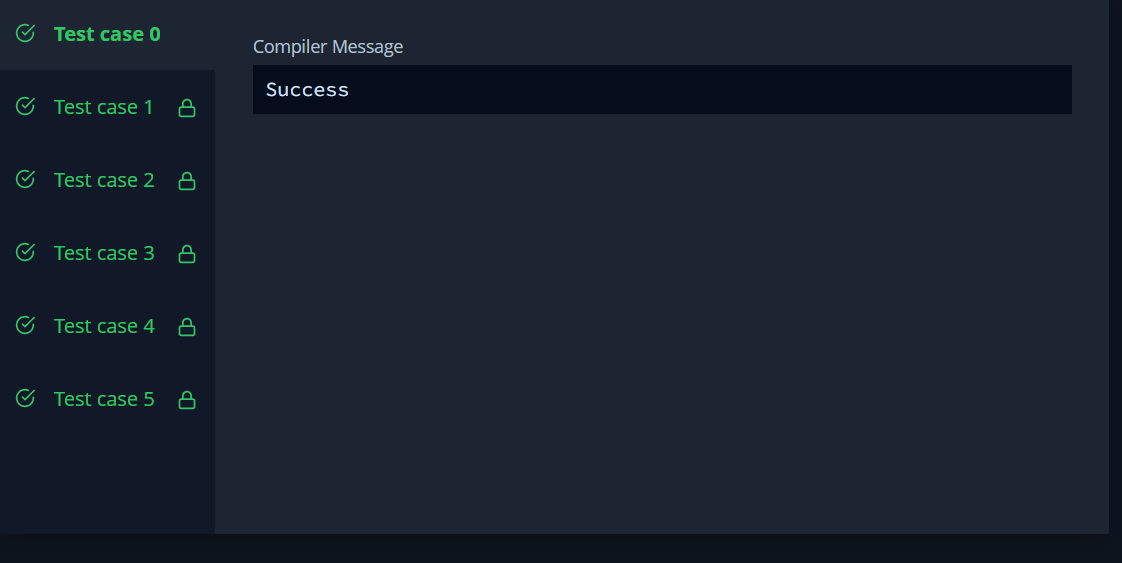 Test case 0
Compiler Message
Success
Test case 1
Test case 2
Test case 3
Test case 4
Test case 5